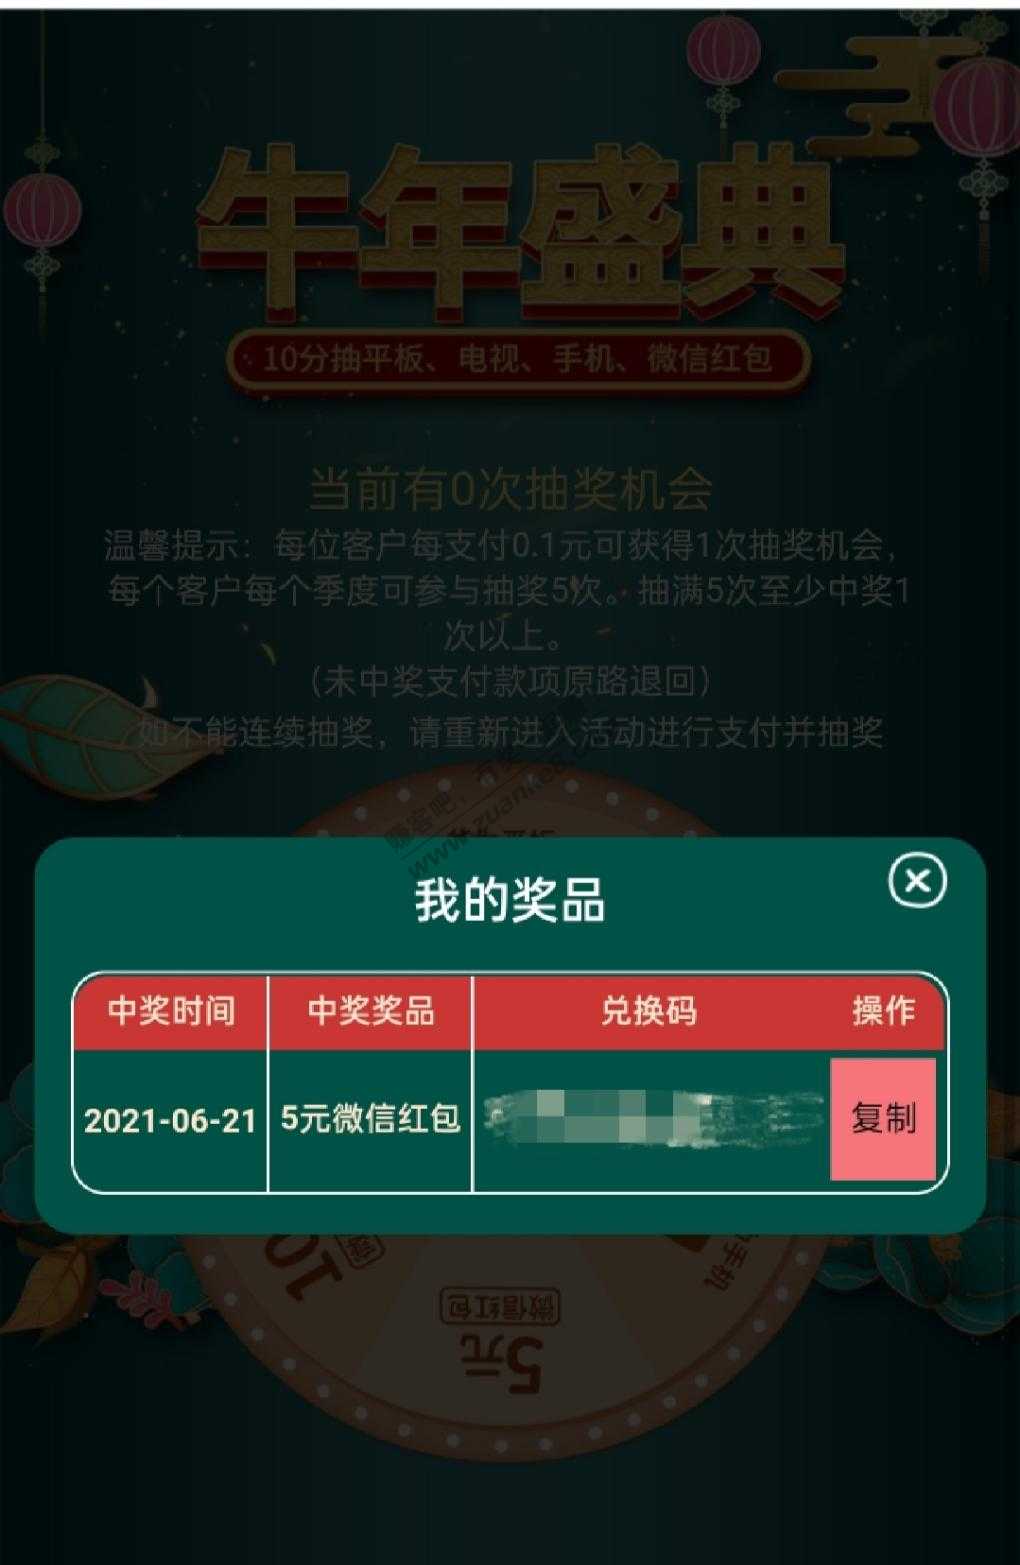 牛年盛典
10分抽平板、电视、手机、微信红包
当前有0次抽奖机会
温馨提示：每位客户每支付0.1元可获得1次抽奖机会，
每个客户每个季度可参与抽奖5次。抽满5次至少中奖1
次以上。
（未中奖支付款项原路退回）
如不能连续抽奖，请重新进入活动进行支付并抽奖
我的奖品
中奖时间 中奖奖品 兑换码 操作
2021-06-21 5元微信红包 复制
10
微信红包
5元
手机